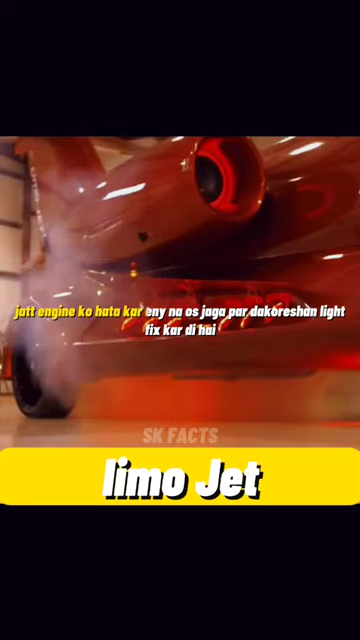 jatt engine ko hata kar eny na os jaga par dakoreshan light
fix kar di hai
SK FACTS
limo Jet